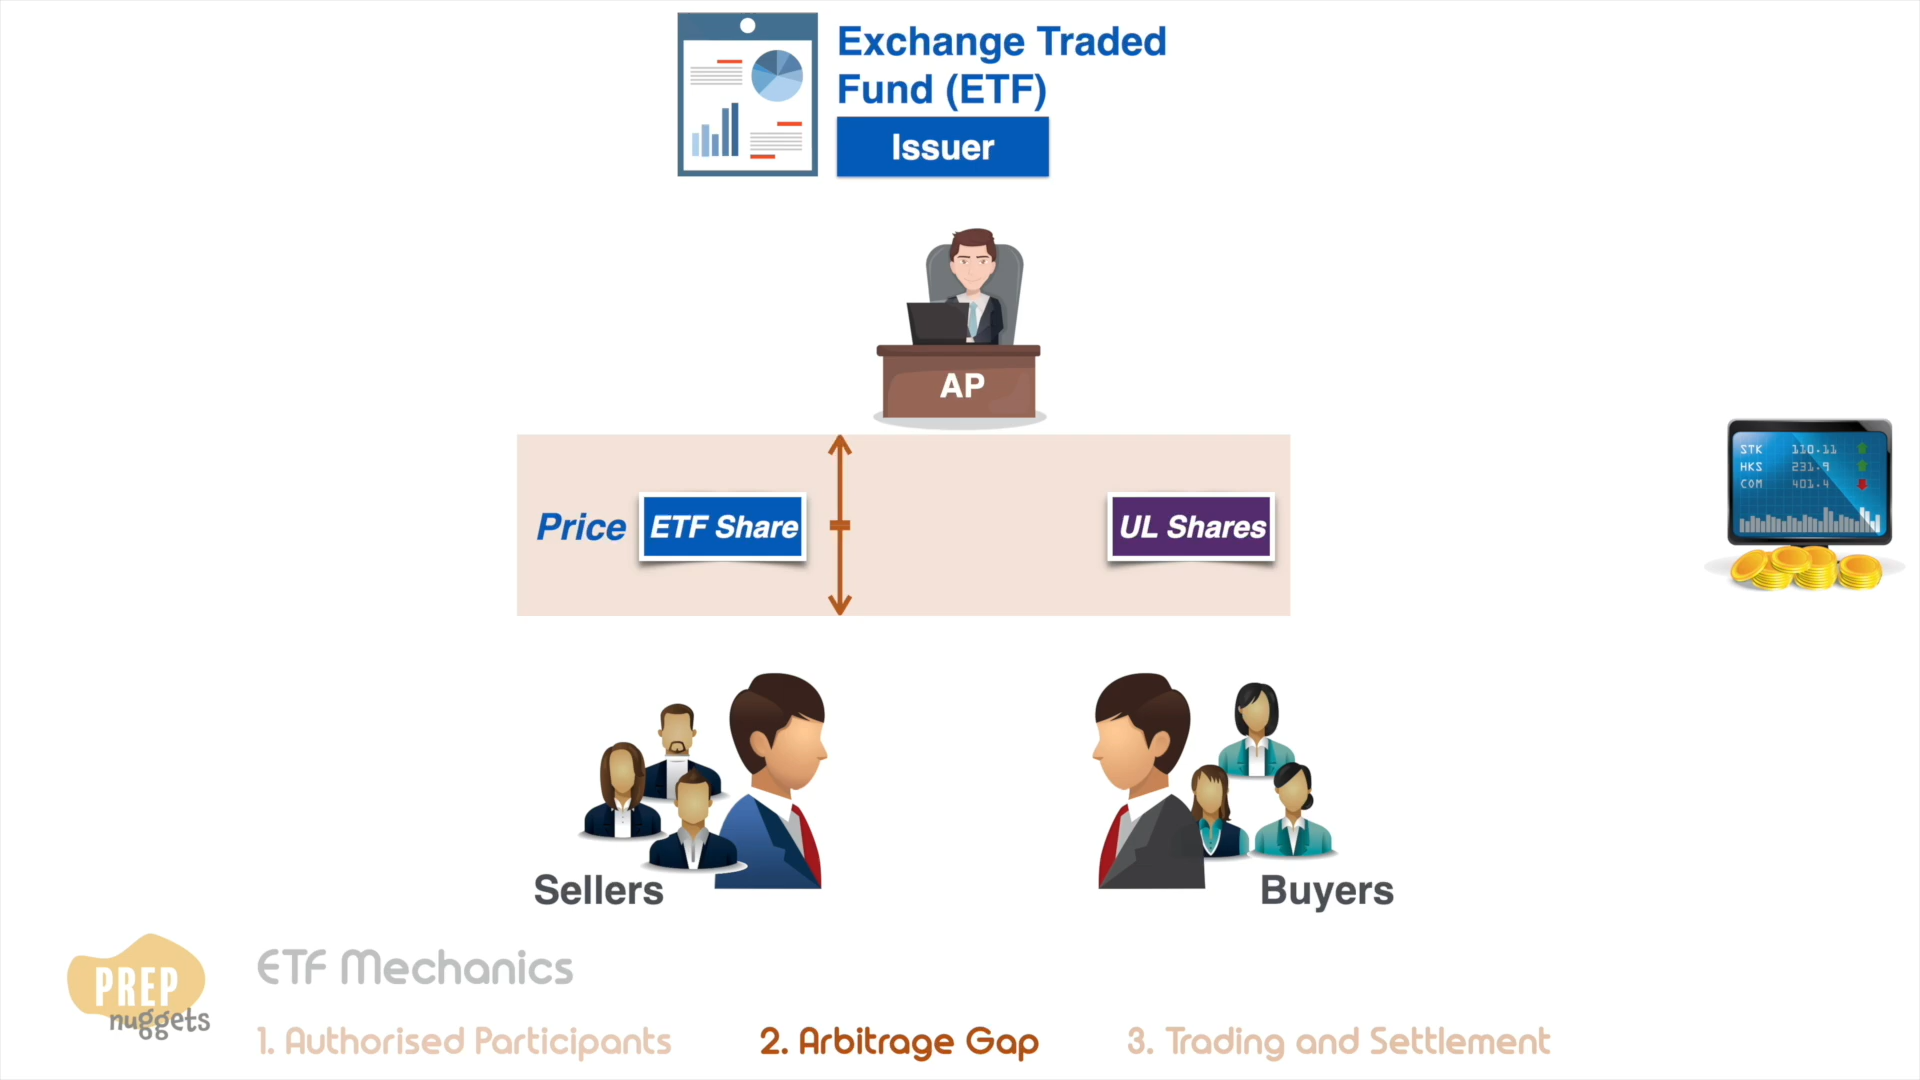 Exchange Traded
Fund (ETF)
Issuer
AP
Price
ETF Share
UL Shares
STK 110.11
HKS 231.9
COM 401.4
Sellers
Buyers
PREP
nuggets
ETF Mechanics
1. Authorised Participants
2. Arbitrage Gap
3. Trading and Settlement